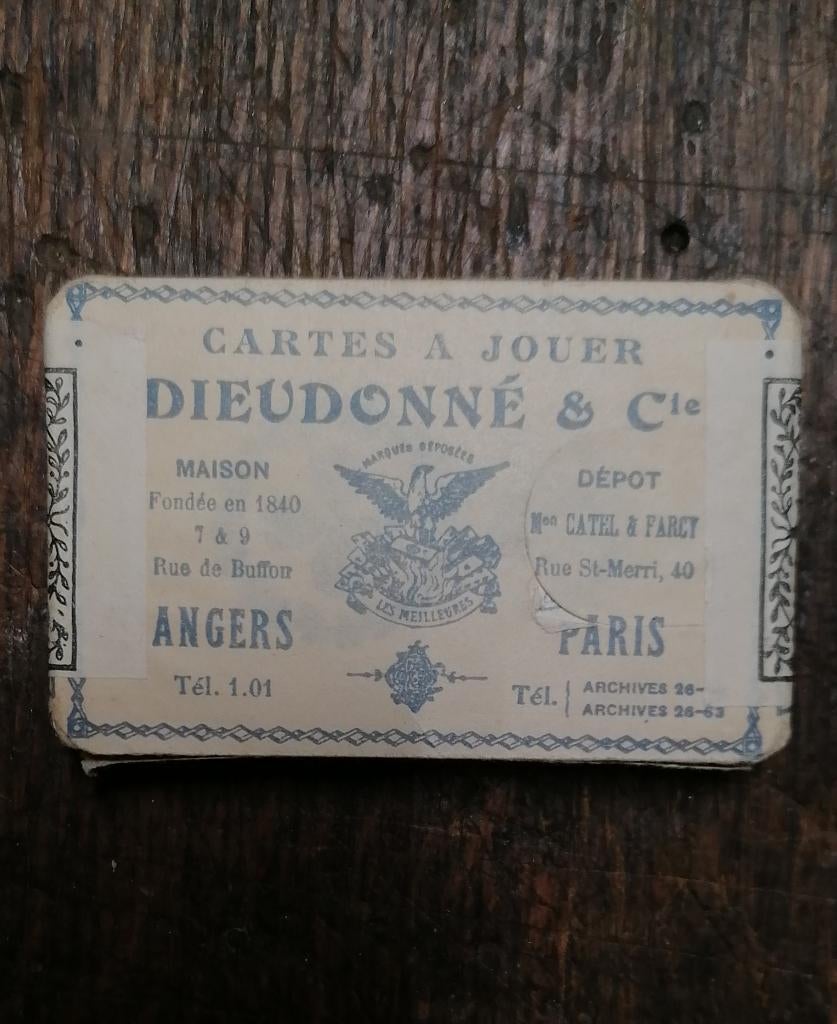 CARTES A JOUER
DIEUDONNÉ & Cie
MARQUES DÉPOSÉES
LES MEILLEURES
MAISON
Fondée en 1840
7 & 9
Rue de Buffon
ANGERS
Tél. 1.01
DÉPOT
Mon CATEL & FARCY
Rue St-Merri, 40
PARIS
Tél. ARCHIVES 26-
ARCHIVES 26-63